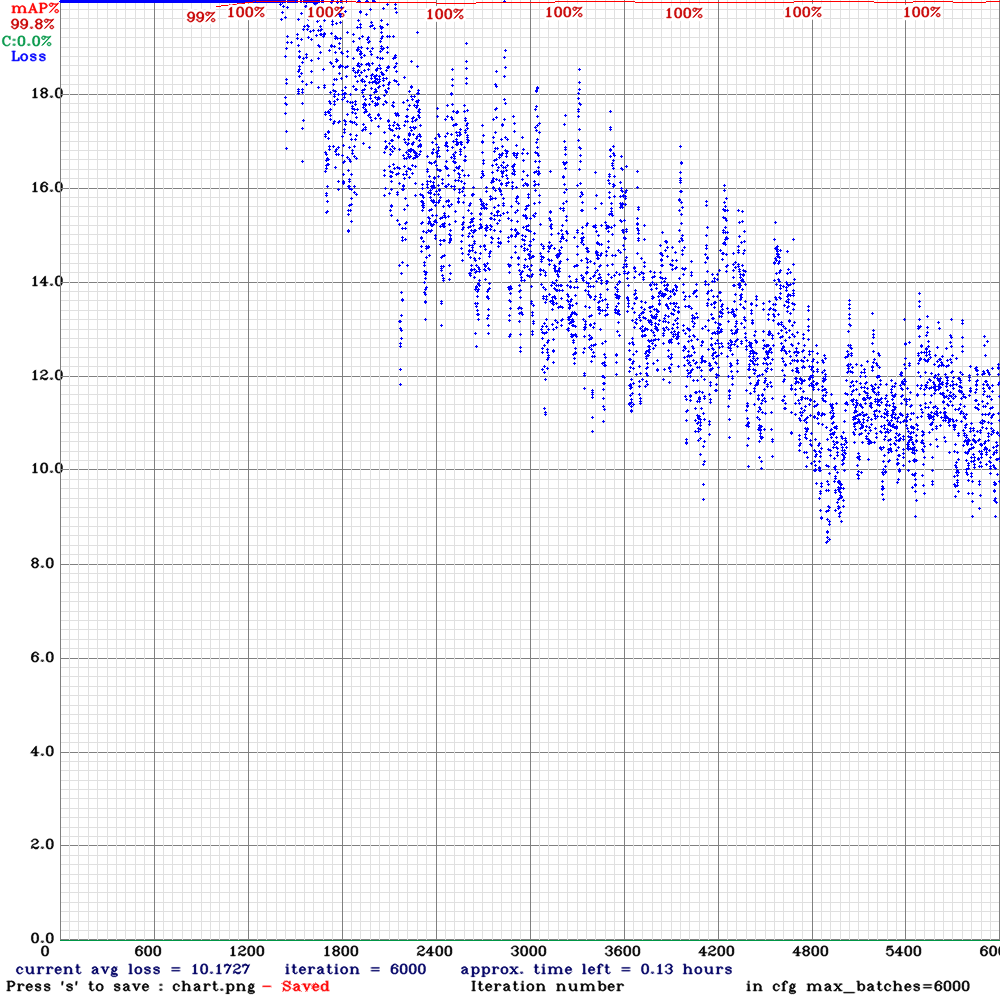 mAP%
99.8%
C:0.0%
Loss
99% 100% 100% 100% 100% 100% 100% 100%
18.0
16.0
14.0
12.0
10.0
8.0
6.0
4.0
2.0
0.0
0 600 1200 1800 2400 3000 3600 4200 4800 5400 600
current avg loss = 10.1727 iteration = 6000 approx. time left = 0.13 hours
Press 's' to save : chart.png - Saved Iteration number in cfg max_batches=6000